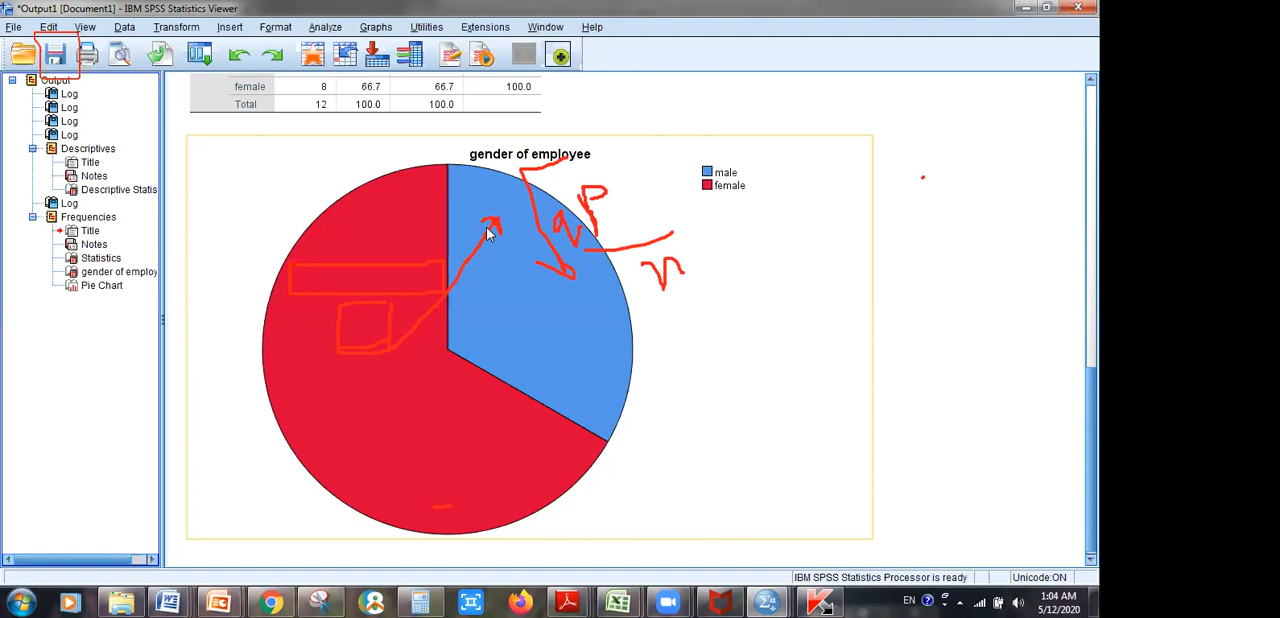 *Output1 [Document1] - IBM SPSS Statistics Viewer
File Edit View Data Transform Insert Format Analyze Graphs Utilities Extensions Window Help
Output
Log
Log
Log
Log
Descriptives
Title
Notes
Descriptive Statis
Log
Frequencies
Title
Notes
Statistics
gender of employ
Pie Chart
female 8 66.7 66.7 100.0
Total 12 100.0 100.0
gender of employee
male
female
IBM SPSS Statistics Processor is ready Unicode:ON
EN 1:04 AM
5/12/2020